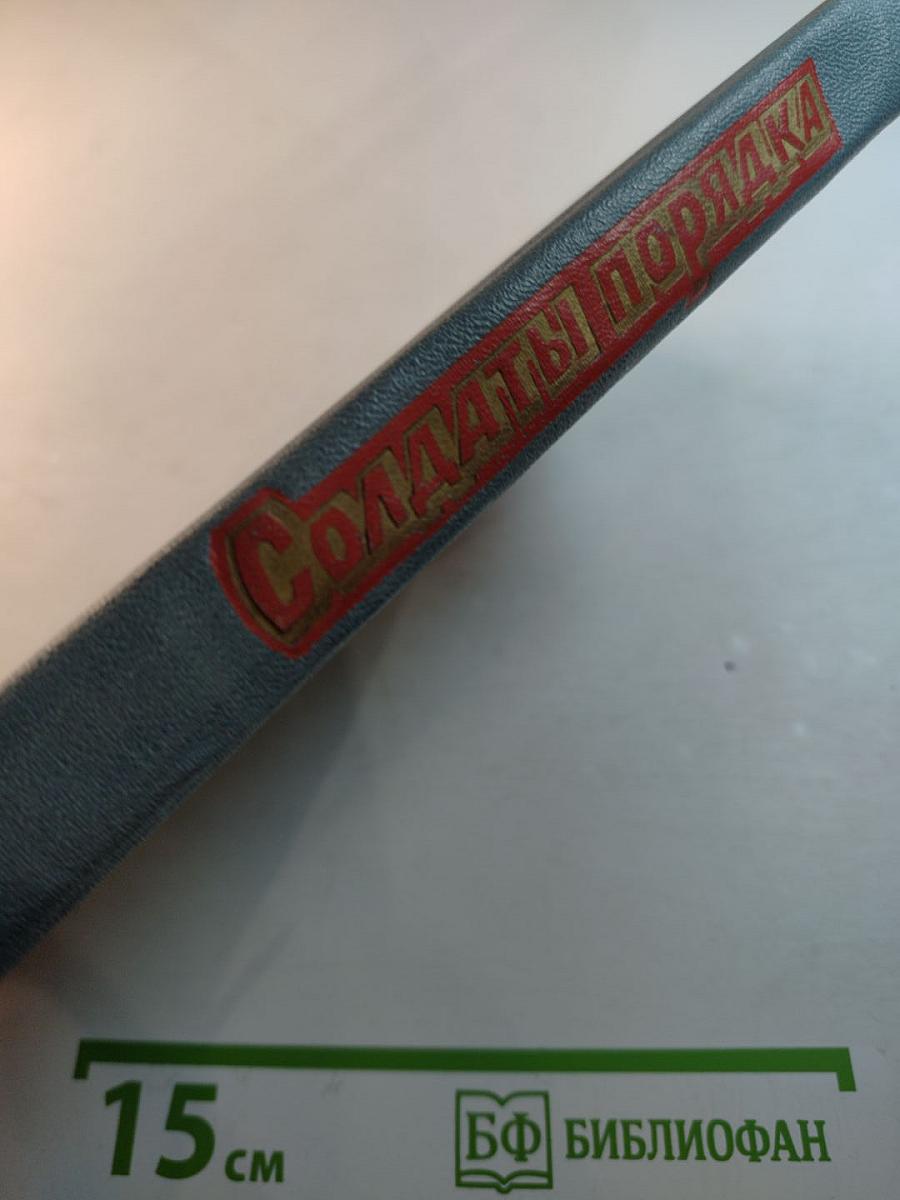 Солдаты порядка
15 см
БФ БИБЛИОФАН